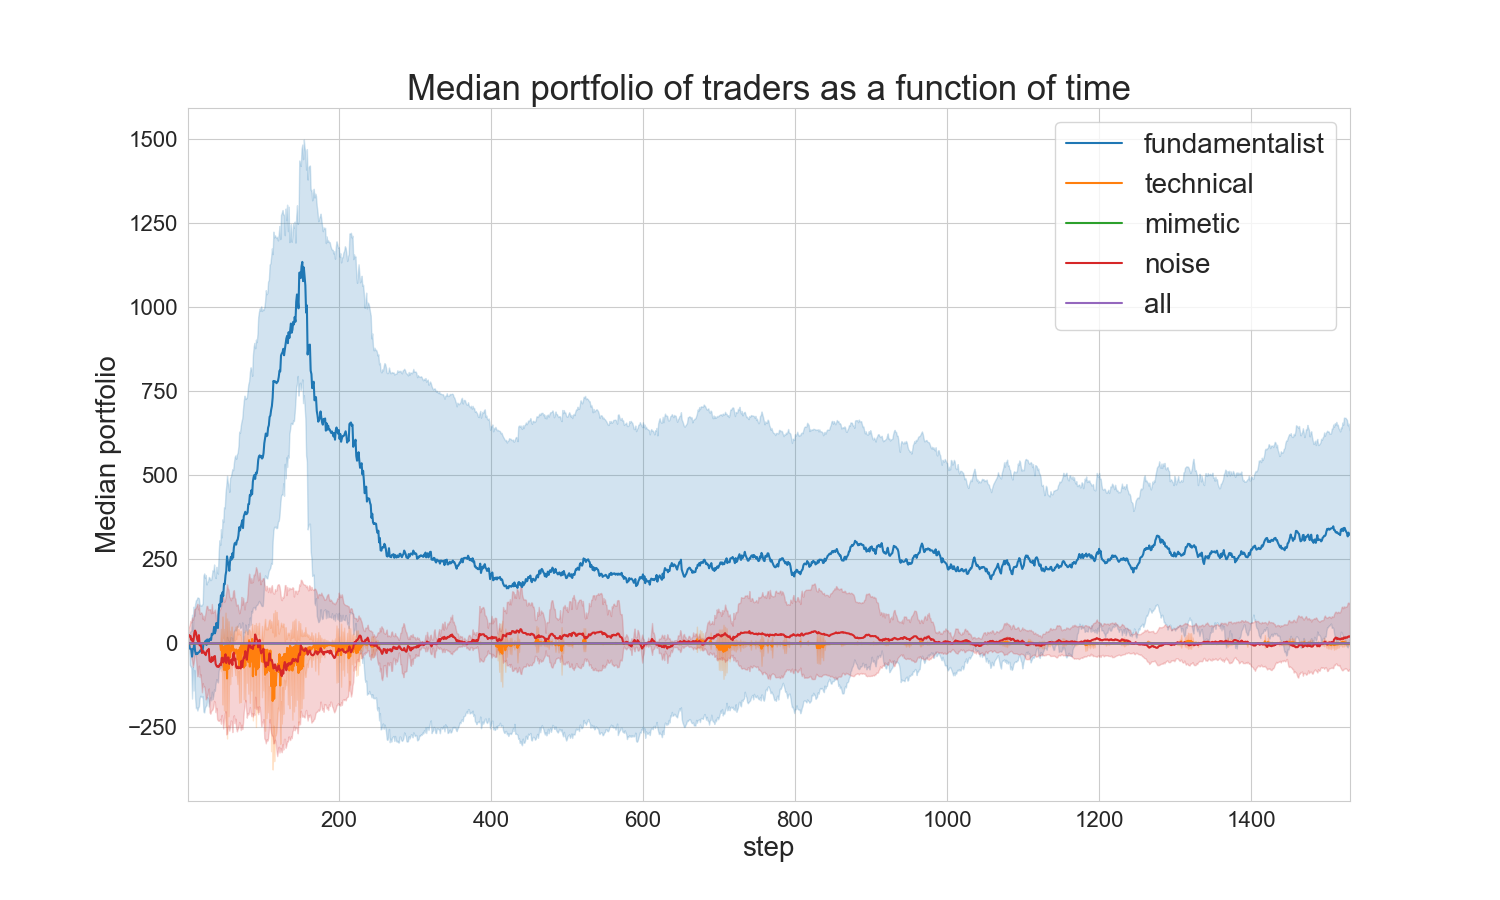 Median portfolio of traders as a function of time
Median portfolio
1500
1250
1000
750
500
250
0
−250
fundamentalist
technical
mimetic
noise
all
200 400 600 800 1000 1200 1400
step